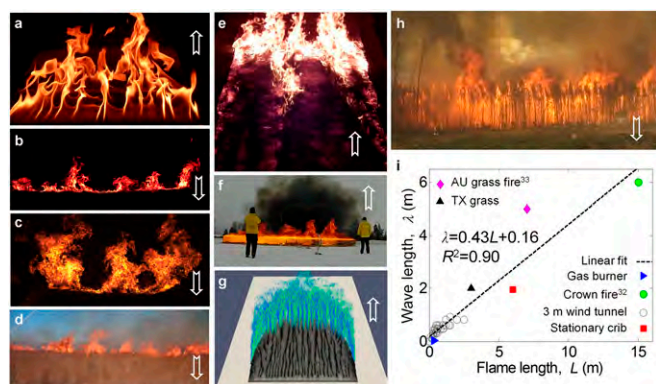 a
b
c
d
e
f
g
h
i
AU grass fire33
TX grass
λ=0.43L+0.16
R2=0.90
Linear fit
Gas burner
Crown fire32
3 m wind tunnel
Stationary crib
Wave length, λ (m)
6
4
2
0
0
5
10
15
Flame length, L (m)